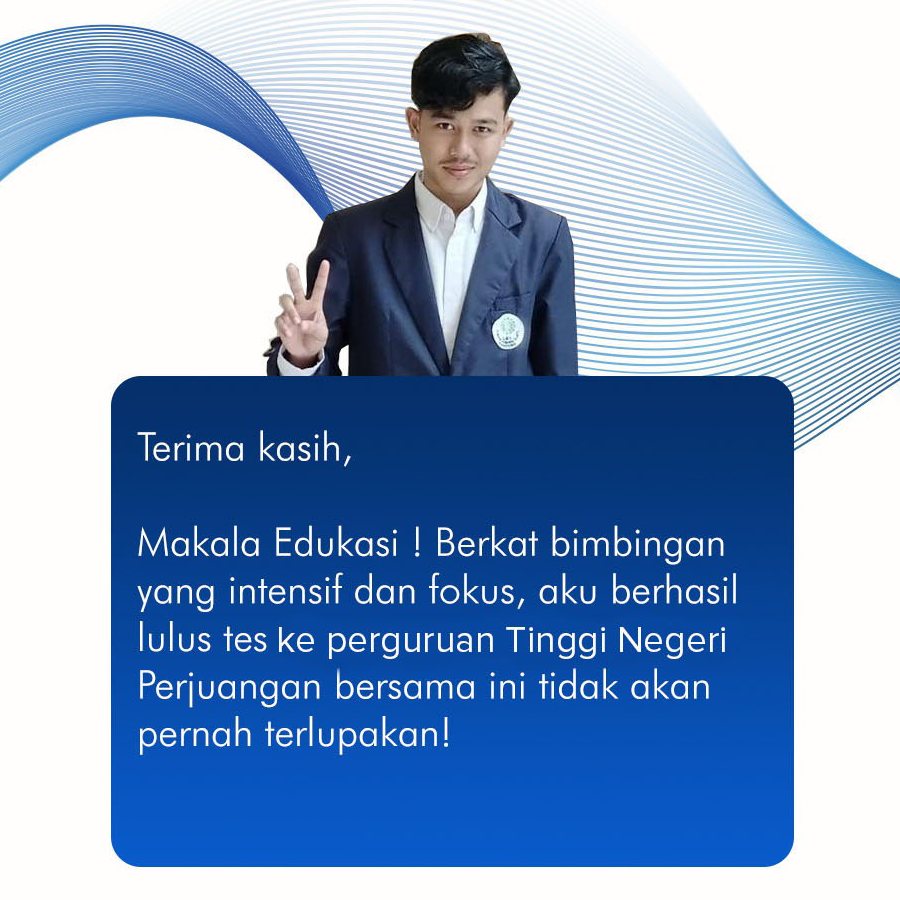 Terima kasih,
Makala Edukasi ! Berkat bimbingan
yang intensif dan fokus, aku berhasil
lulus tes ke perguruan Tinggi Negeri
Perjuangan bersama ini tidak akan
pernah terlupakan!